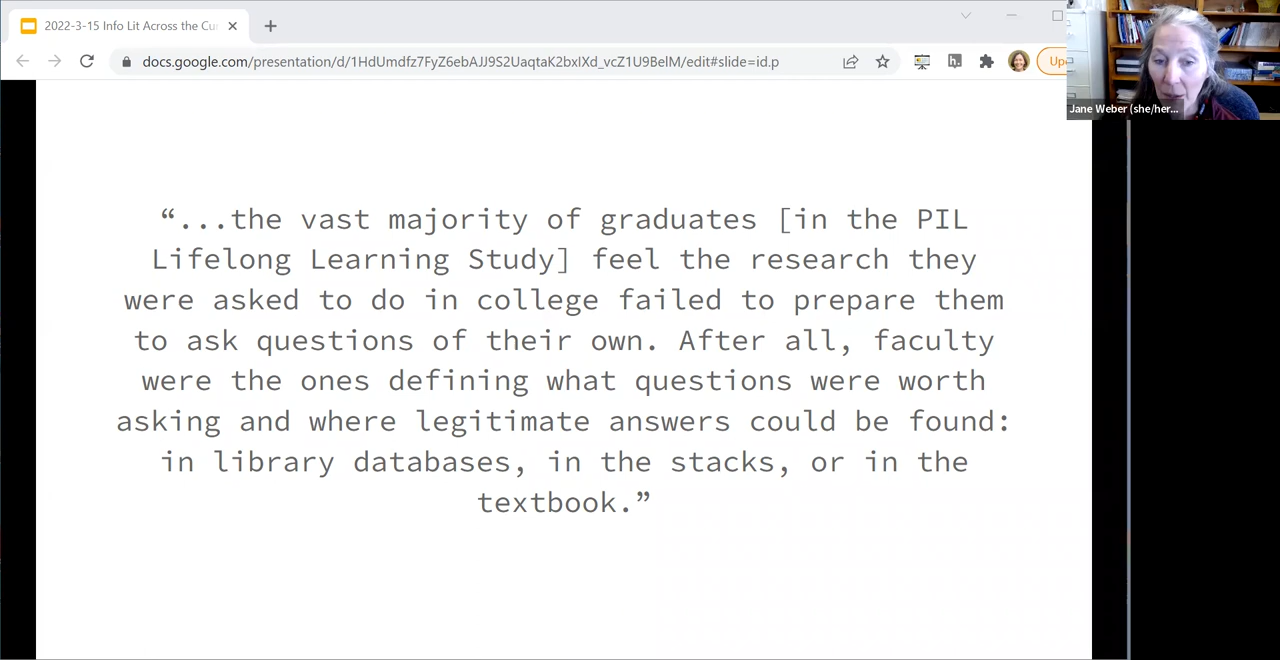 2022-3-15 Info Lit Across the Cur
docs.google.com/presentation/d/1HdUmdfz7FyZ6ebAJJ9S2UaqtaK2bxlXd_vcZ1U9BelM/edit#slide=id.p
Up
Jane Weber (she/her...
“...the vast majority of graduates [in the PIL
Lifelong Learning Study] feel the research they
were asked to do in college failed to prepare them
to ask questions of their own. After all, faculty
were the ones defining what questions were worth
asking and where legitimate answers could be found:
in library databases, in the stacks, or in the
textbook.”